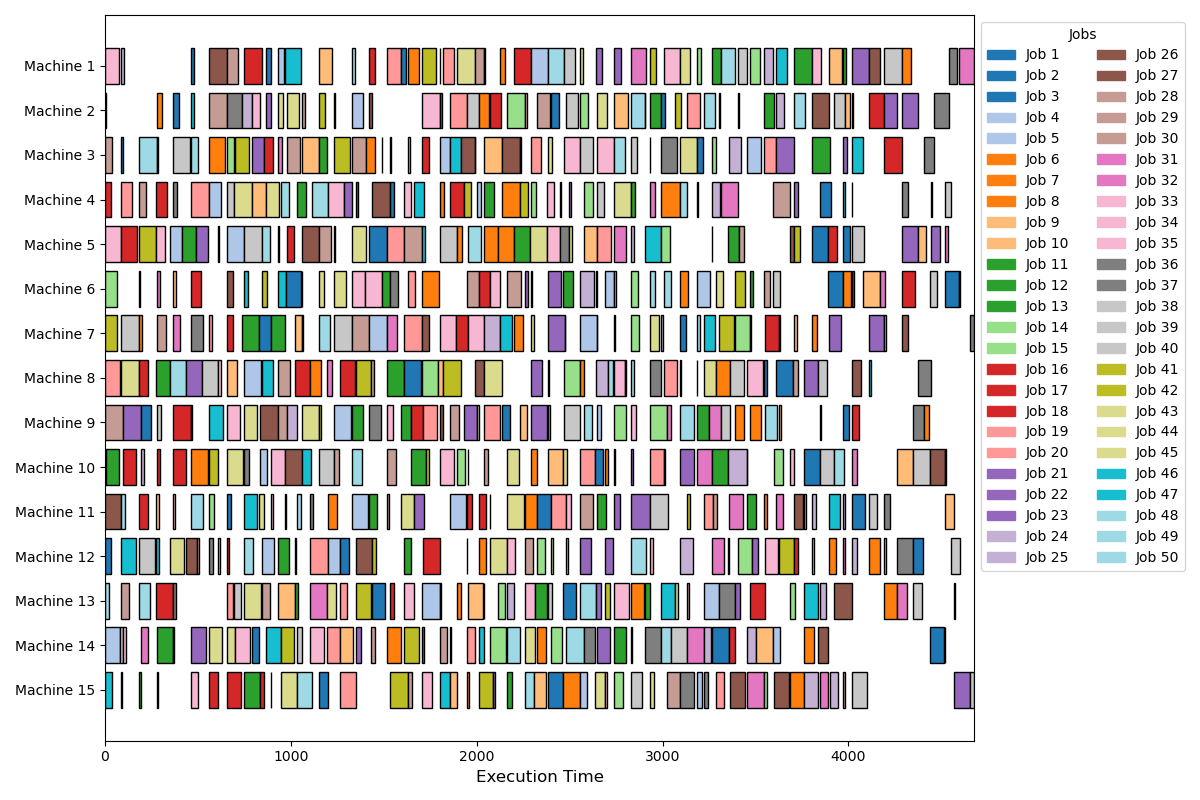 Machine 1
Machine 2
Machine 3
Machine 4
Machine 5
Machine 6
Machine 7
Machine 8
Machine 9
Machine 10
Machine 11
Machine 12
Machine 13
Machine 14
Machine 15
0 1000 2000 3000 4000
Execution Time
Jobs
Job 1
Job 2
Job 3
Job 4
Job 5
Job 6
Job 7
Job 8
Job 9
Job 10
Job 11
Job 12
Job 13
Job 14
Job 15
Job 16
Job 17
Job 18
Job 19
Job 20
Job 21
Job 22
Job 23
Job 24
Job 25
Job 26
Job 27
Job 28
Job 29
Job 30
Job 31
Job 32
Job 33
Job 34
Job 35
Job 36
Job 37
Job 38
Job 39
Job 40
Job 41
Job 42
Job 43
Job 44
Job 45
Job 46
Job 47
Job 48
Job 49
Job 50